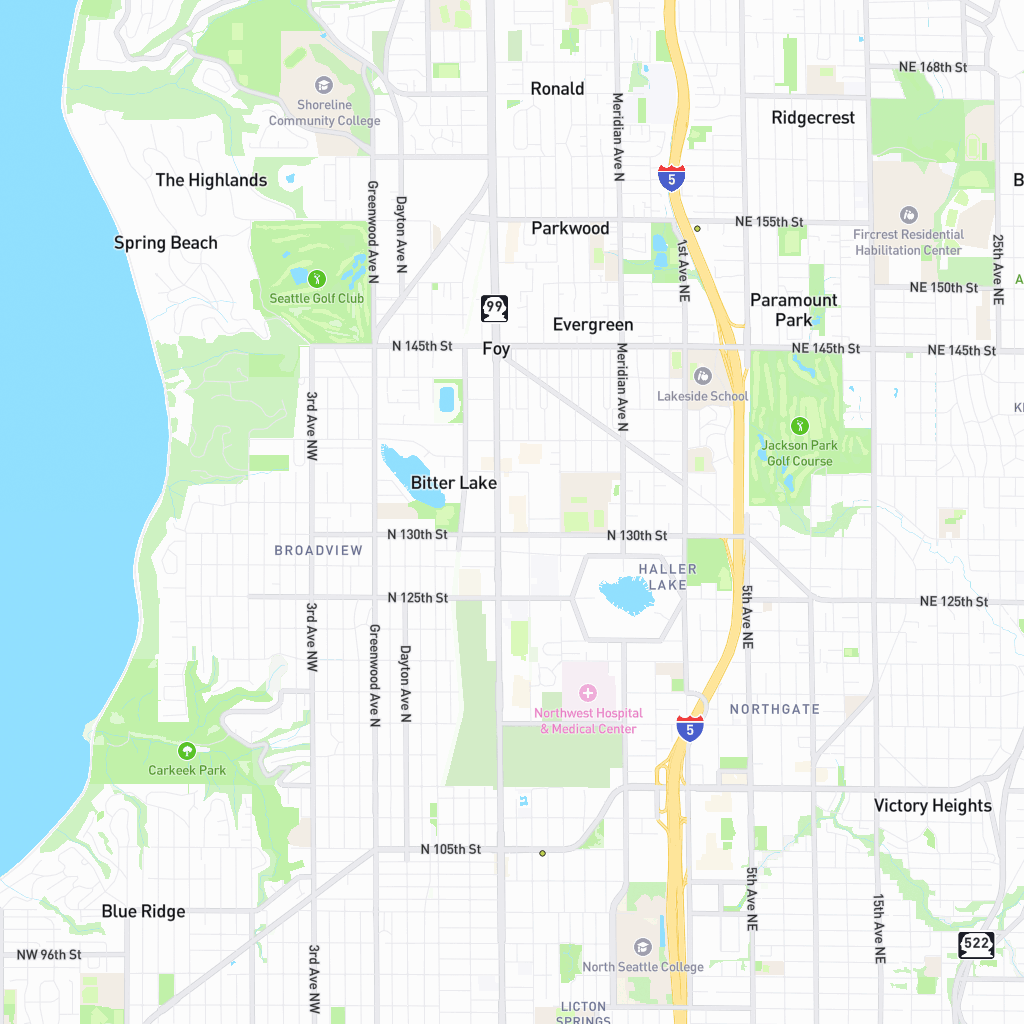 NE 168th St
Ronald
Meridian Ave N
Shoreline
Community College
Ridgecrest
5
The Highlands
B
Greenwood Ave N
Dayton Ave N
NE 155th St
Parkwood
Fircrest Residential
Habilitation Center
Spring Beach
1st Ave NE
25th Ave NE
Seattle Golf Club
A
NE 150th St
99
Paramount
Park
Evergreen
N 145th St
Foy
NE 145th St
NE 145th St
Meridian Ave N
Lakeside School
3rd Ave NW
KI
Jackson Park
Golf Course
Bitter Lake
N 130th St
N 130th St
BROADVIEW
HALLER
LAKE
N 125th St
NE 125th St
5th Ave NE
3rd Ave NW
Greenwood Ave N
Dayton Ave N
Northwest Hospital
& Medical Center
NORTHGATE
5
Carkeek Park
Victory Heights
N 105th St
5th Ave NE
15th Ave NE
Blue Ridge
522
NW 96th St
3rd Ave NW
North Seattle College
LICTON
SPRINGS